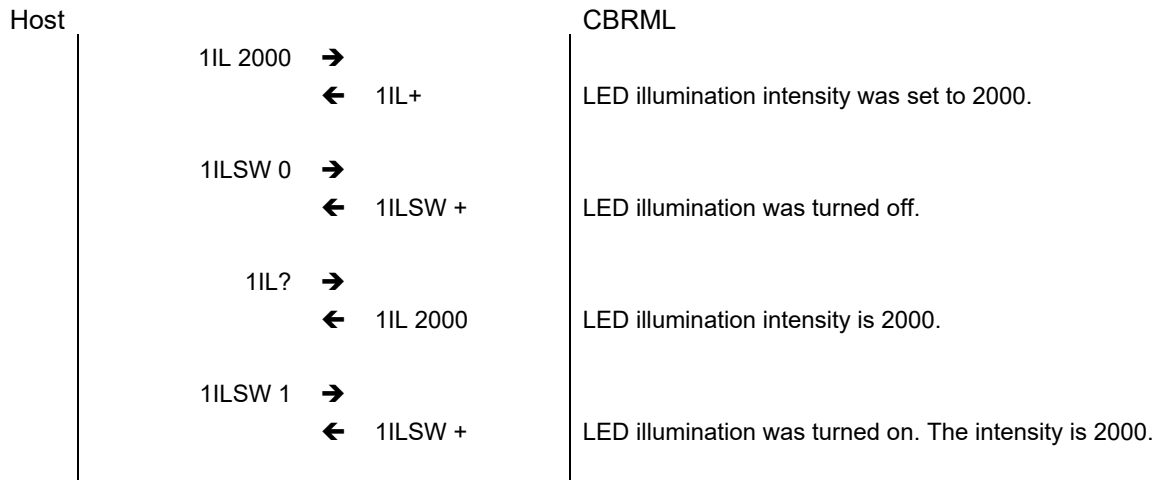 Host CBRML
1IL 2000 ➔
🡸 1IL+ LED illumination intensity was set to 2000.
1ILSW 0 ➔
🡸 1ILSW + LED illumination was turned off.
1IL? ➔
🡸 1IL 2000 LED illumination intensity is 2000.
1ILSW 1 ➔
🡸 1ILSW + LED illumination was turned on. The intensity is 2000.